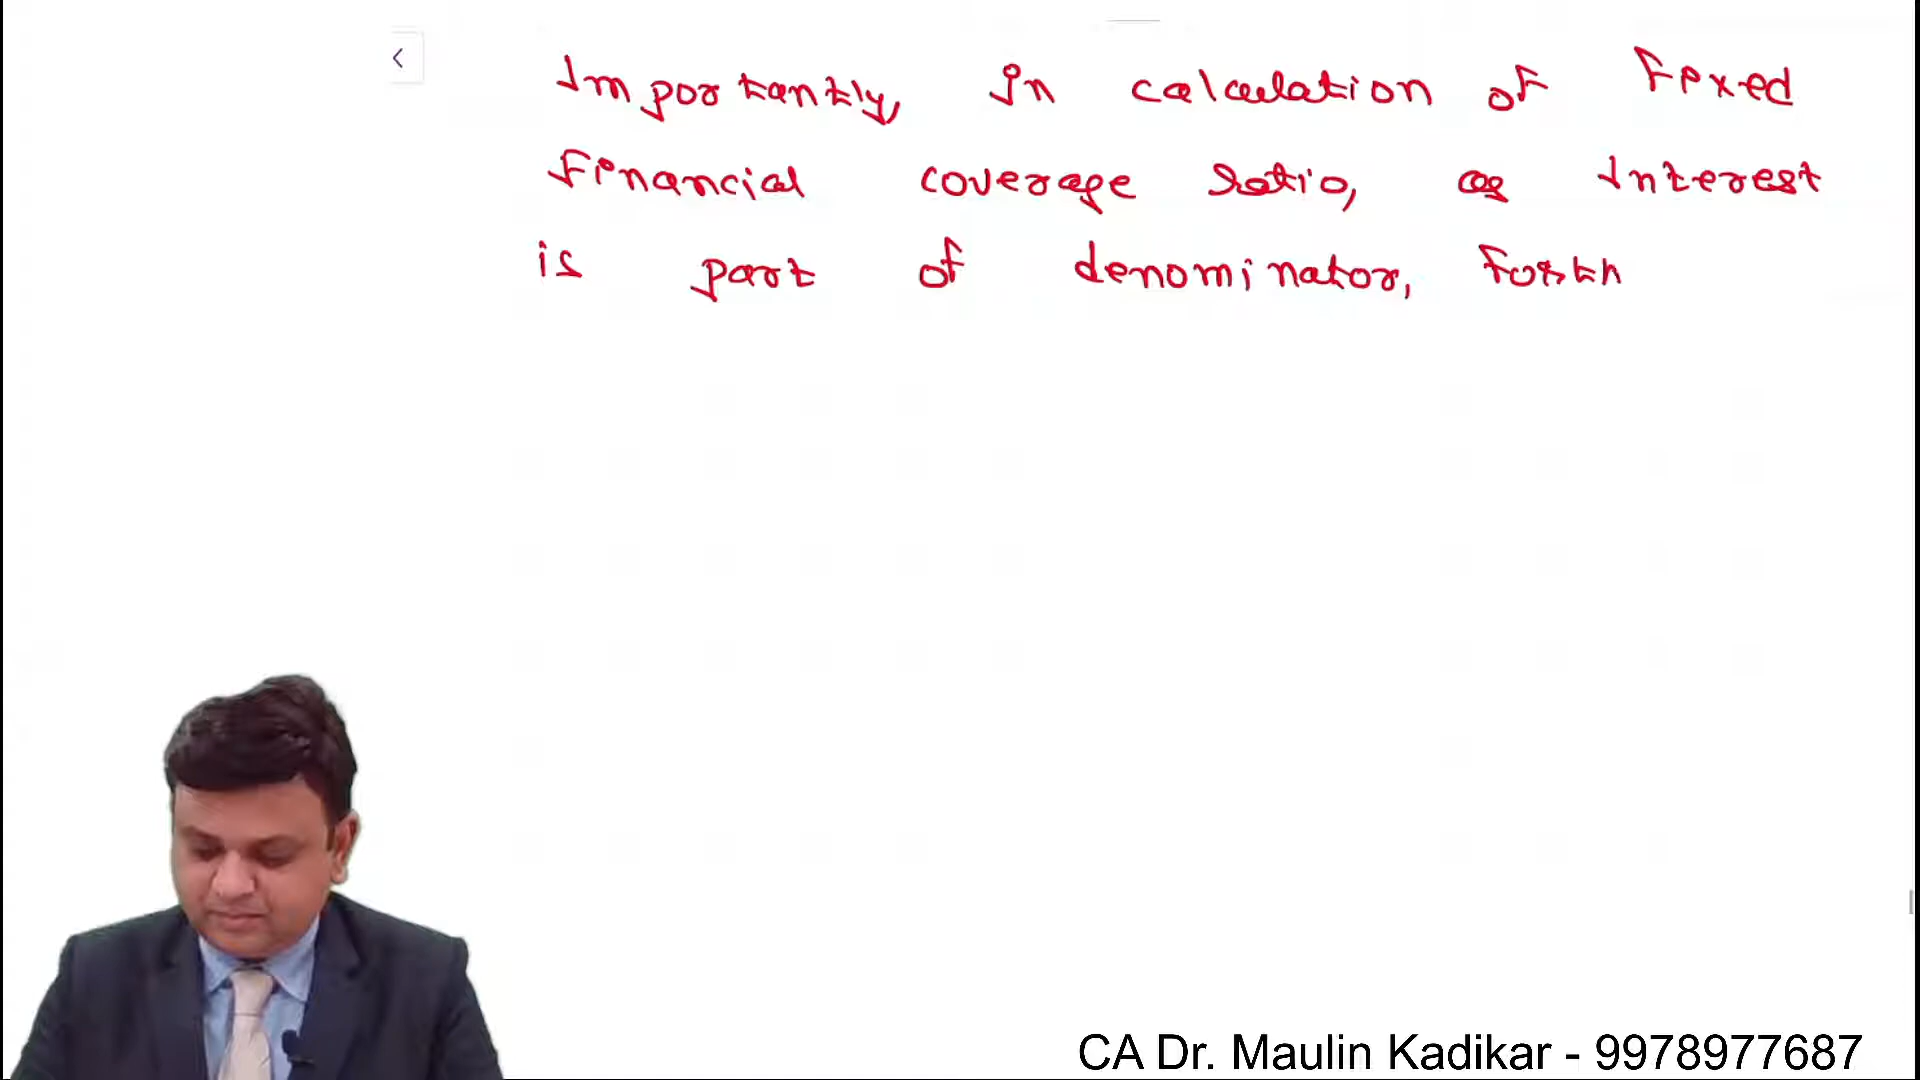 Importantly, in calculation of Fixed
financial coverage ratio, as interest
is part of denominator, forth
CA Dr. Maulin Kadikar - 9978977687